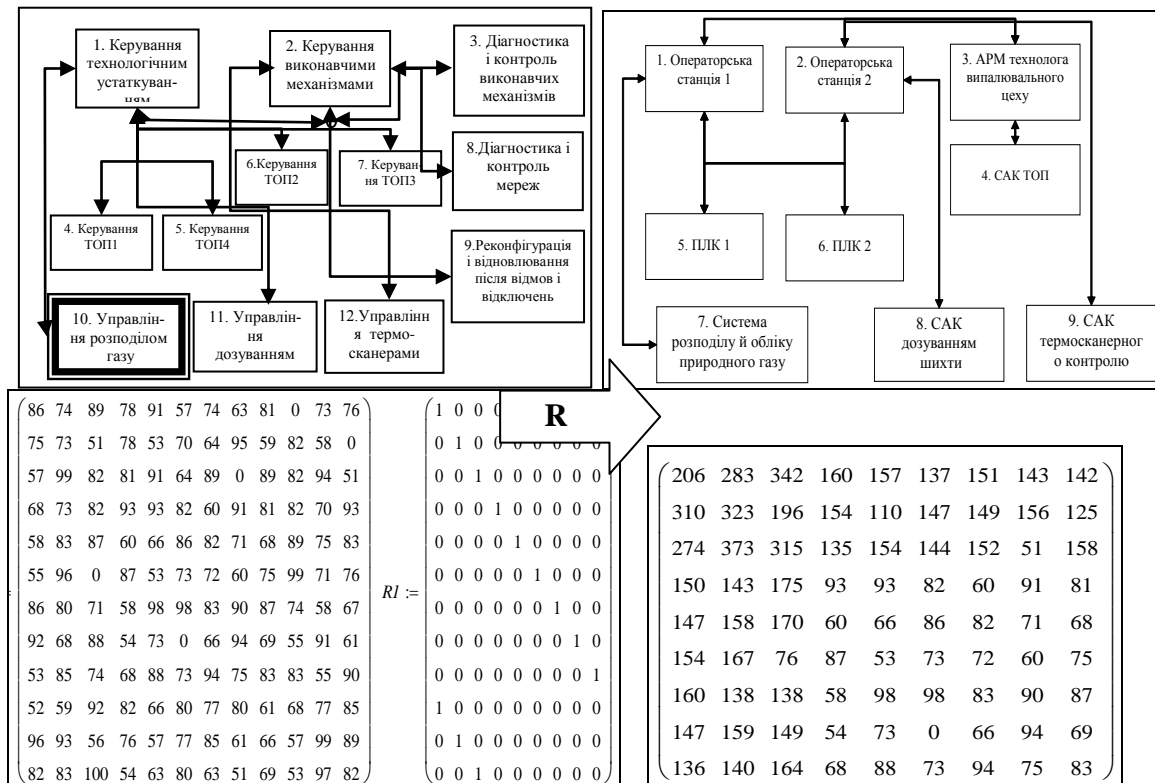 1. Керування
технологічним
устаткуван-
ням
2. Керування
виконавчими
механізмами
3. Діагностика
і контроль
виконавчих
механізмів
6.Керування
ТОП2
7. Керуван-
ня ТОП3
8.Діагностика і
контроль
мереж
4. Керування
ТОП1
5. Керування
ТОП4
9.Реконфігурація
і відновлювання
після відмов і
відключень
10. Управлін-
ня розподілом
газу
11. Управлін-
ня дозуванням
12.Управлінн
я термо-
сканерами
1. Операторська
станція 1
2. Операторська
станція 2
3. АРМ технолога
випалювального
цеху
4. САК ТОП
5. ПЛК 1
6. ПЛК 2
7. Система
розподілу й обліку
природного газу
8. САК
дозуванням
шихти
9. САК
термосканерног
о контролю
86 74 89 78 91 57 74 63 81 0 73 76
75 73 51 78 53 70 64 95 59 82 58 0
57 99 82 81 91 64 89 0 89 82 94 51
68 73 82 93 93 82 60 91 81 82 70 93
58 83 87 60 66 86 82 71 68 89 75 83
55 96 0 87 53 73 72 60 75 99 71 76
86 80 71 58 98 98 83 90 87 74 58 67
92 68 88 54 73 0 66 94 69 55 91 61
53 85 74 68 88 73 94 75 83 83 55 90
52 59 92 82 66 80 77 80 61 68 77 85
96 93 56 76 57 77 85 61 66 57 99 89
82 83 100 54 63 80 63 51 69 53 97 82
R1 :=
1 0 0 0
0 1 0 0 0 0 0 0 0
0 0 1 0 0 0 0 0 0
0 0 0 1 0 0 0 0 0
0 0 0 0 1 0 0 0 0
0 0 0 0 0 1 0 0 0
0 0 0 0 0 0 1 0 0
0 0 0 0 0 0 0 1 0
0 0 0 0 0 0 0 0 1
1 0 0 0 0 0 0 0 0
0 1 0 0 0 0 0 0 0
0 0 1 0 0 0 0 0 0
R
206 283 342 160 157 137 151 143 142
310 323 196 154 110 147 149 156 125
274 373 315 135 154 144 152 51 158
150 143 175 93 93 82 60 91 81
147 158 170 60 66 86 82 71 68
154 167 76 87 53 73 72 60 75
160 138 138 58 98 98 83 90 87
147 159 149 54 73 0 66 94 69
136 140 164 68 88 73 94 75 83